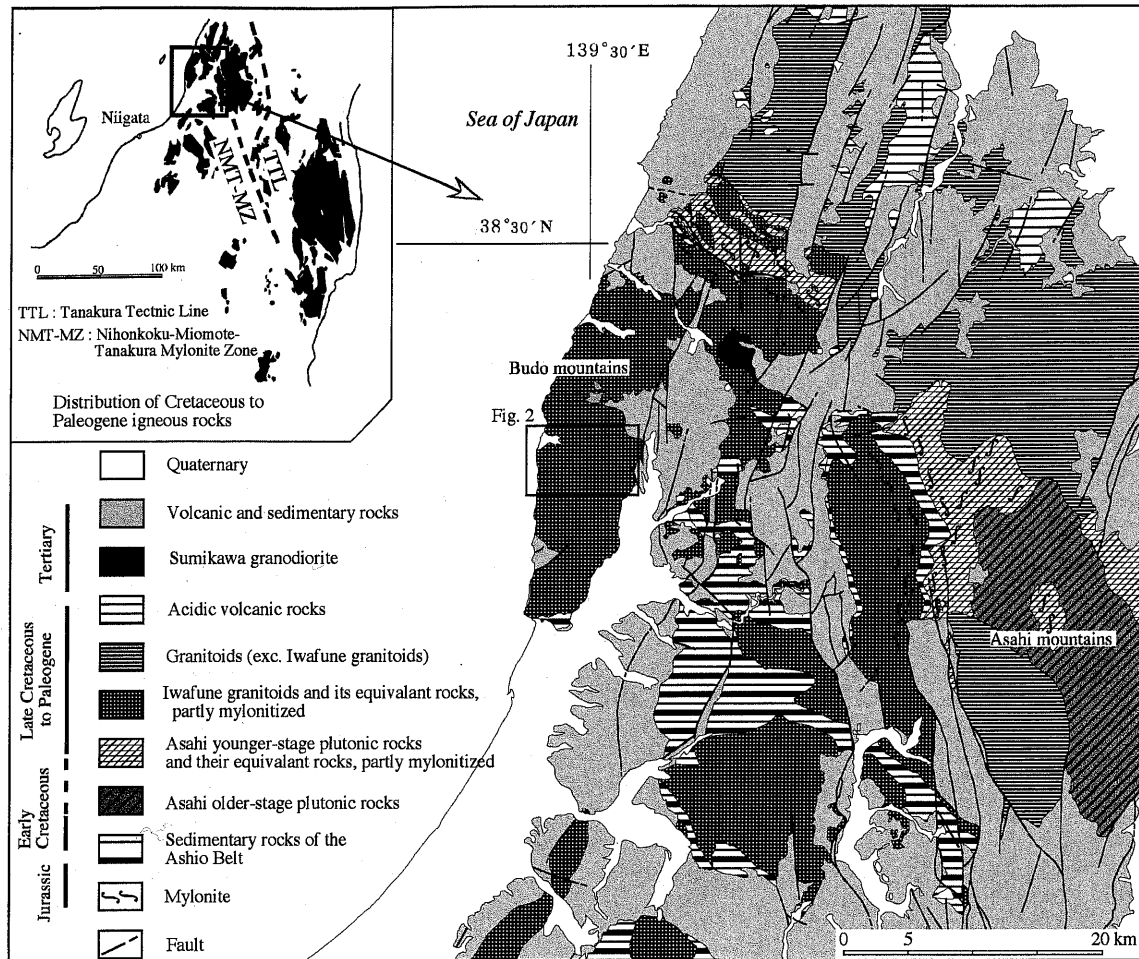 Niigata
NMT-MZ
TTL
0 50 100 km
TTL : Tanakura Tectnic Line
NMT-MZ : Nihonkoku-Miomote-
Tanakura Mylonite Zone
Distribution of Cretaceous to
Paleogene igneous rocks
139°30′E
Sea of Japan
38°30′N
Budo mountains
Fig. 2
Asahi mountains
Quaternary
Volcanic and sedimentary rocks
Sumikawa granodiorite
Acidic volcanic rocks
Granitoids (exc. Iwafune granitoids)
Iwafune granitoids and its equivalant rocks,
partly mylonitized
Asahi younger-stage plutonic rocks
and their equivalent rocks, partly mylonitized
Asahi older-stage plutonic rocks
Sedimentary rocks of the
Ashio Belt
Mylonite
Fault
Tertiary
Late Cretaceous
to Paleogene
Early
Cretaceous
Jurassic
0 5 20 km